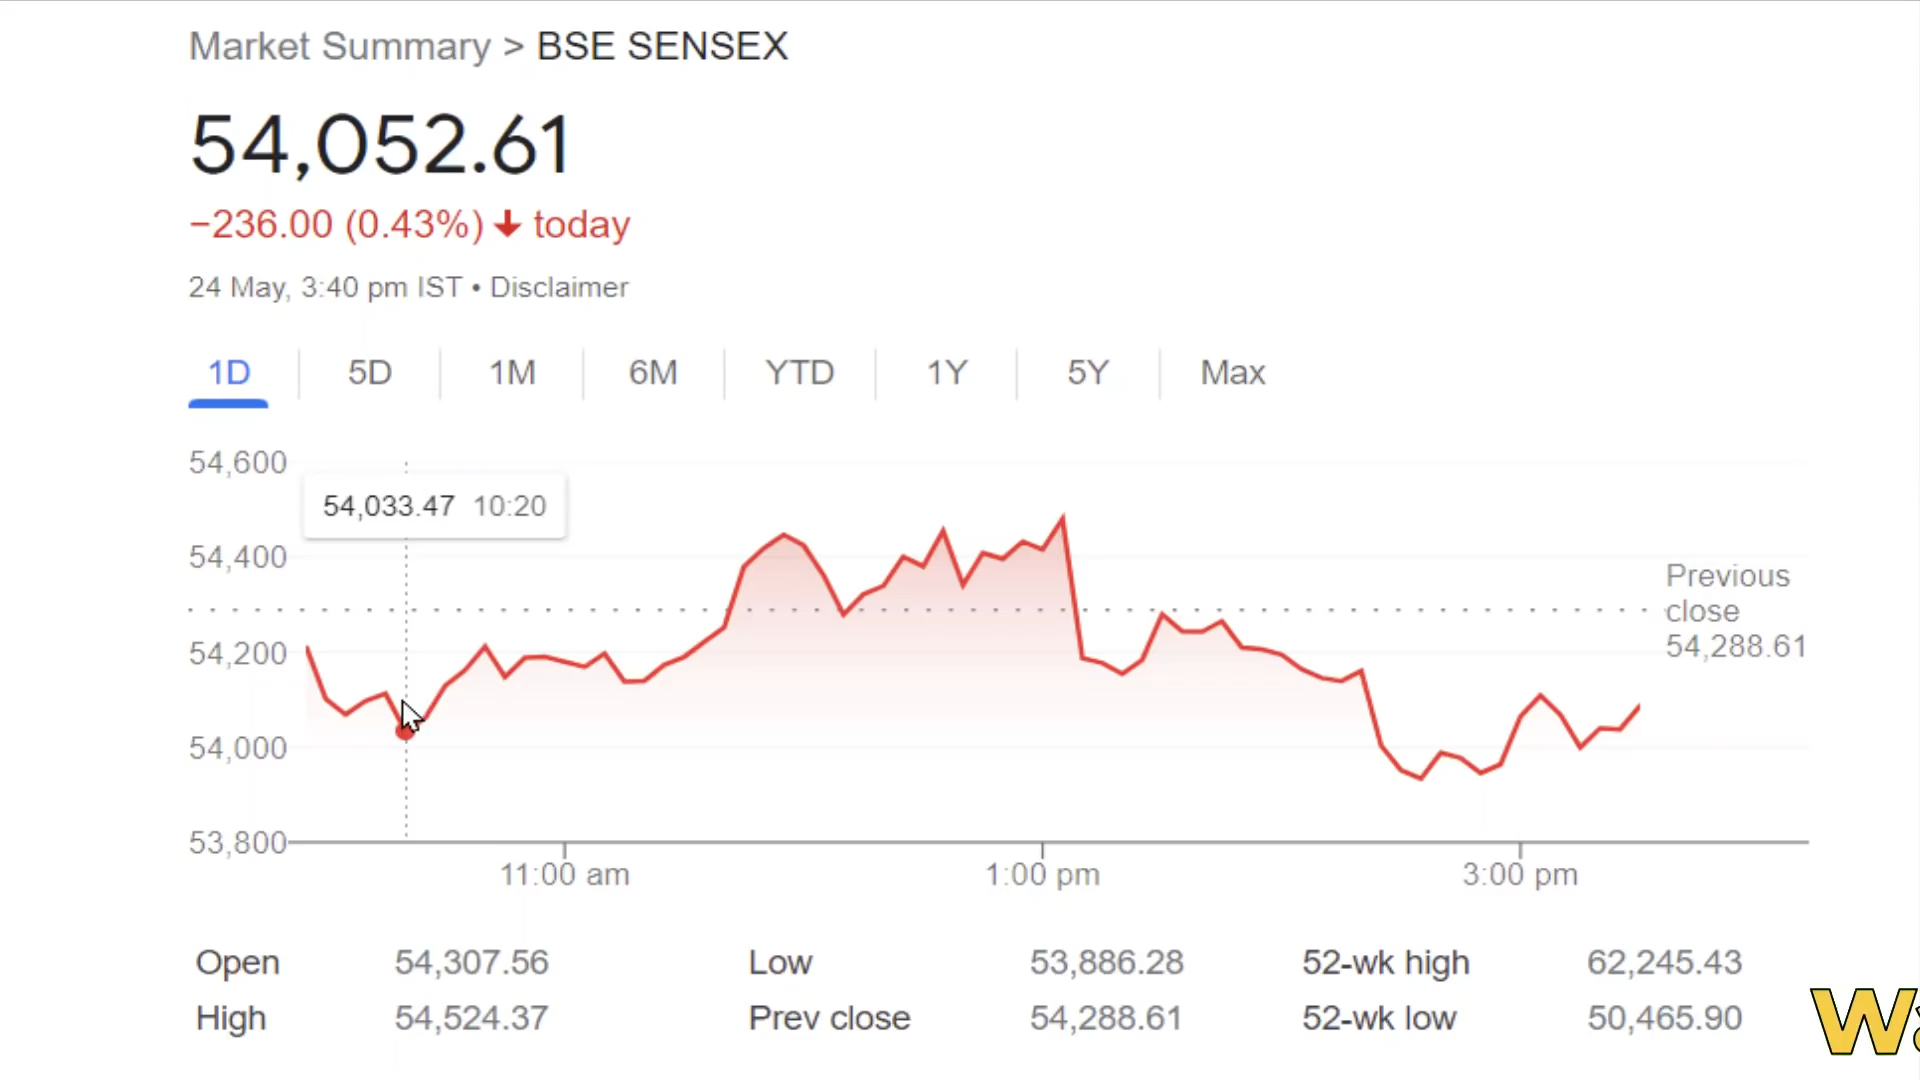 Market Summary > BSE SENSEX
54,052.61
−236.00 (0.43%) ↓ today
24 May, 3:40 pm IST • Disclaimer
1D 5D 1M 6M YTD 1Y 5Y Max
54,600
54,033.47 10:20
54,400
Previous
close
54,288.61
54,200
54,000
53,800
11:00 am 1:00 pm 3:00 pm
Open 54,307.56 Low 53,886.28 52-wk high 62,245.43
High 54,524.37 Prev close 54,288.61 52-wk low 50,465.90